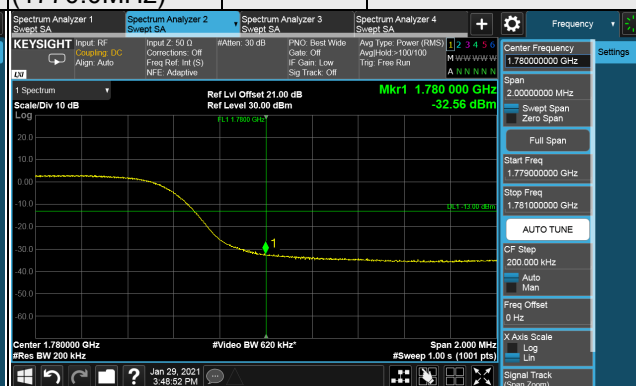 (1770.0MHz)
Spectrum Analyzer 1
Swept SA
Spectrum Analyzer 2
Swept SA
Spectrum Analyzer 3
Swept SA
Spectrum Analyzer 4
Swept SA
+
Frequency
KEYSIGHT
Input: RF
Coupling: DC
Align: Auto
Input Z: 50 Ω
Corrections: Off
Freq Ref: Int (S)
NFE: Adaptive
#Atten: 30 dB
PNO: Best Wide
Gate: Off
IF Gain: Low
Sig Track: Off
Avg Type: Power (RMS)
Avg|Hold:>100/100
Trig: Free Run
1 2 3 4 5 6
M W W W W W
A N N N N N
LXI
1 Spectrum
Scale/Div 10 dB
Ref Lvl Offset 21.00 dB
Ref Level 30.00 dBm
Mkr1 1.780 000 GHz
-32.56 dBm
Log
FL1 1.7800 GHz
20.0
10.0
0.00
-10.0
DL1 -13.00 dBm
-20.0
-30.0
1
-40.0
-50.0
-60.0
Center 1.780000 GHz
#Res BW 200 kHz
#Video BW 620 kHz*
Span 2.000 MHz
#Sweep 1.00 s (1001 pts)
Jan 29, 2021
3:48:52 PM
Center Frequency
1.780000000 GHz
Settings
Span
2.00000000 MHz
Swept Span
Zero Span
Full Span
Start Freq
1.779000000 GHz
Stop Freq
1.781000000 GHz
AUTO TUNE
CF Step
200.000 kHz
Auto
Man
Freq Offset
0 Hz
X Axis Scale
Log
Lin
Signal Track
(Span Zoom)